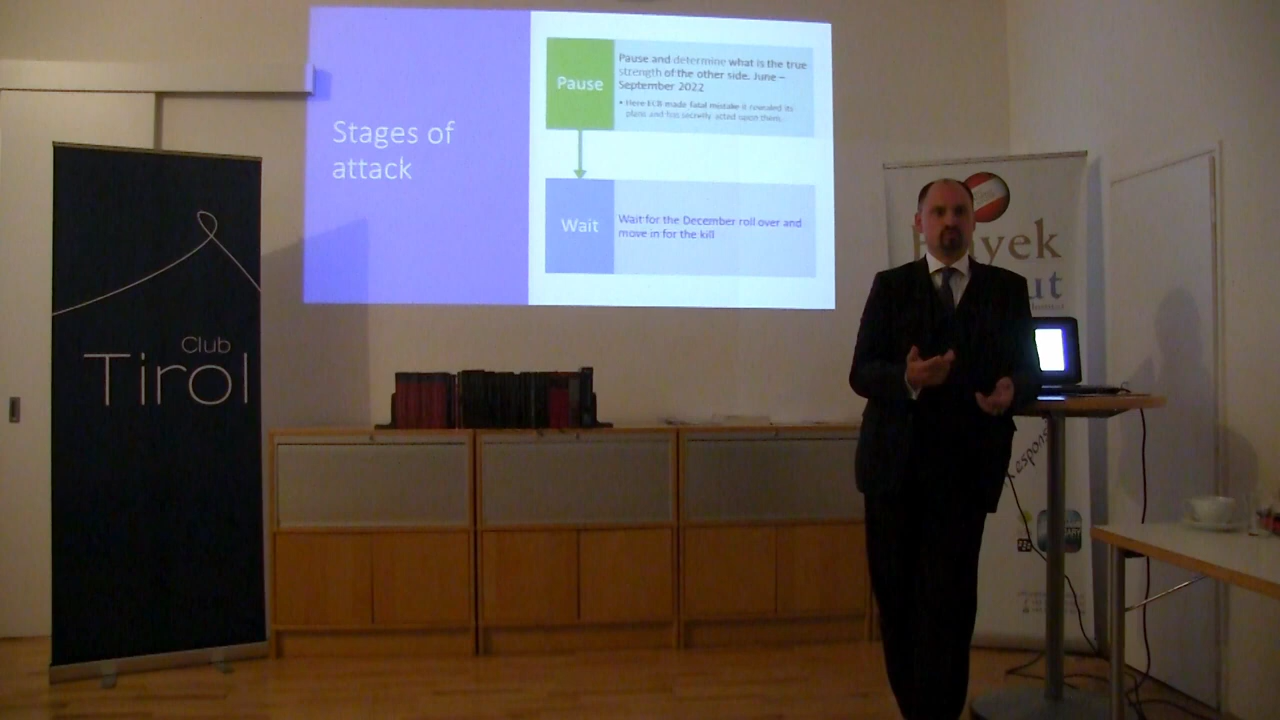 Stages of
attack
Pause
Pause and determine what is the true
strength of the other side. June –
September 2022
• Here ECB made fatal mistake it revealed its
plans and has secretly acted upon them.
Wait
Wait for the December roll over and
move in for the kill
Club
Tirol
yek
ut